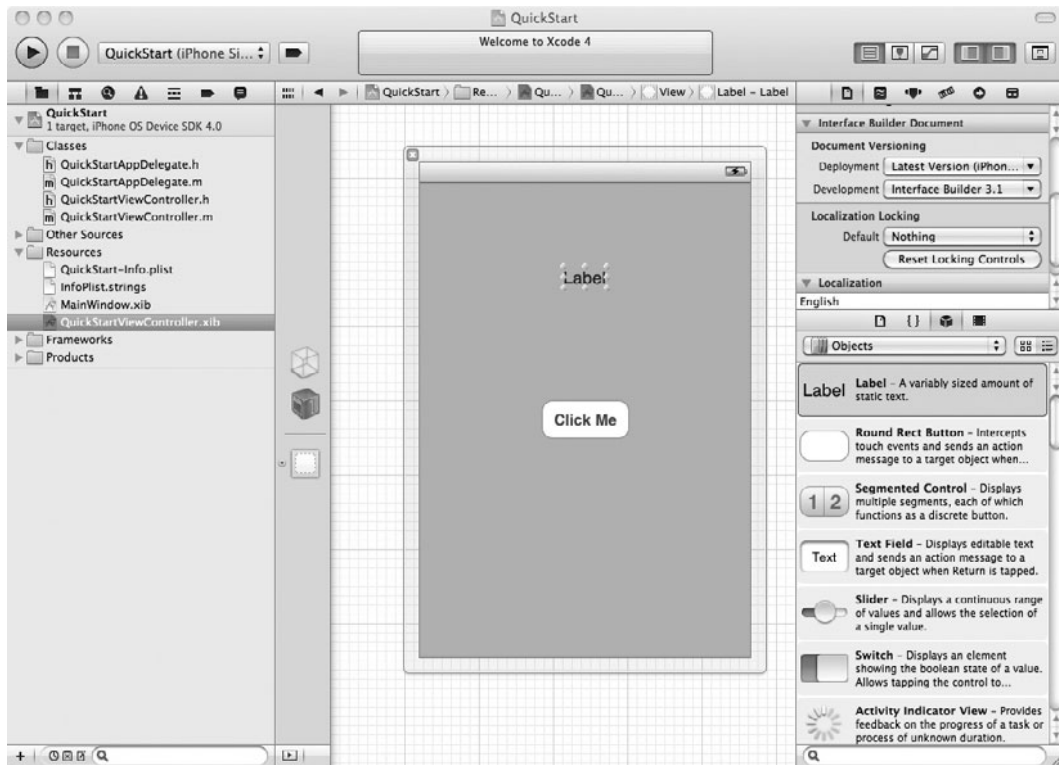 QuickStart
QuickStart (iPhone Si...
Welcome to Xcode 4
QuickStart
Re...
Qu...
Qu...
View
Label - Label
QuickStart
1 target, iPhone OS Device SDK 4.0
Classes
h QuickStartAppDelegate.h
m QuickStartAppDelegate.m
h QuickStartViewController.h
m QuickStartViewController.m
Other Sources
Resources
QuickStart-Info.plist
InfoPlist.strings
MainWindow.xib
QuickStartViewController.xib
Frameworks
Products
Label
Click Me
Interface Builder Document
Document Versioning
Deployment Latest Version (iPhon...
Development Interface Builder 3.1
Localization Locking
Default Nothing
Reset Locking Controls
Localization
English
{}
Objects
Label
Label - A variably sized amount of
static text.
Round Rect Button - Intercepts
touch events and sends an action
message to a target object when...
1 2
Segmented Control - Displays
multiple segments, each of which
functions as a discrete button.
Text
Text Field - Displays editable text
and sends an action message to a
target object when Return is tapped.
Slider - Displays a continuous range
of values and allows the selection of
a single value.
Switch - Displays an element
showing the boolean state of a value.
Allows tapping the control to...
Activity Indicator View - Provides
feedback on the progress of a task or
process of unknown duration.